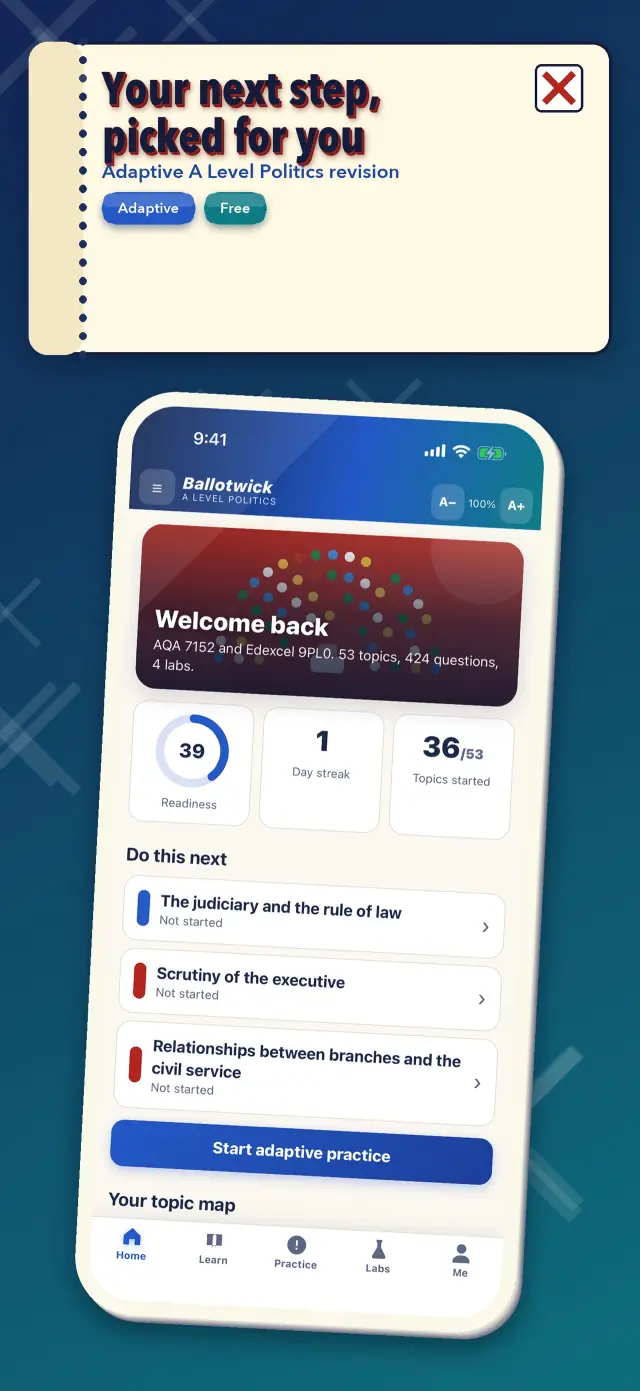 Your next step,
picked for you
Adaptive A Level Politics revision
Adaptive
Free
9:41
Ballotwick
A LEVEL POLITICS
A−
100%
A+
Welcome back
AQA 7152 and Edexcel 9PL0. 53 topics, 424 questions,
4 labs.
39
Readiness
1
Day streak
36/53
Topics started
Do this next
The judiciary and the rule of law
Not started
Scrutiny of the executive
Not started
Relationships between branches and the
civil service
Not started
Start adaptive practice
Your topic map
Home
Learn
Practice
Labs
Me